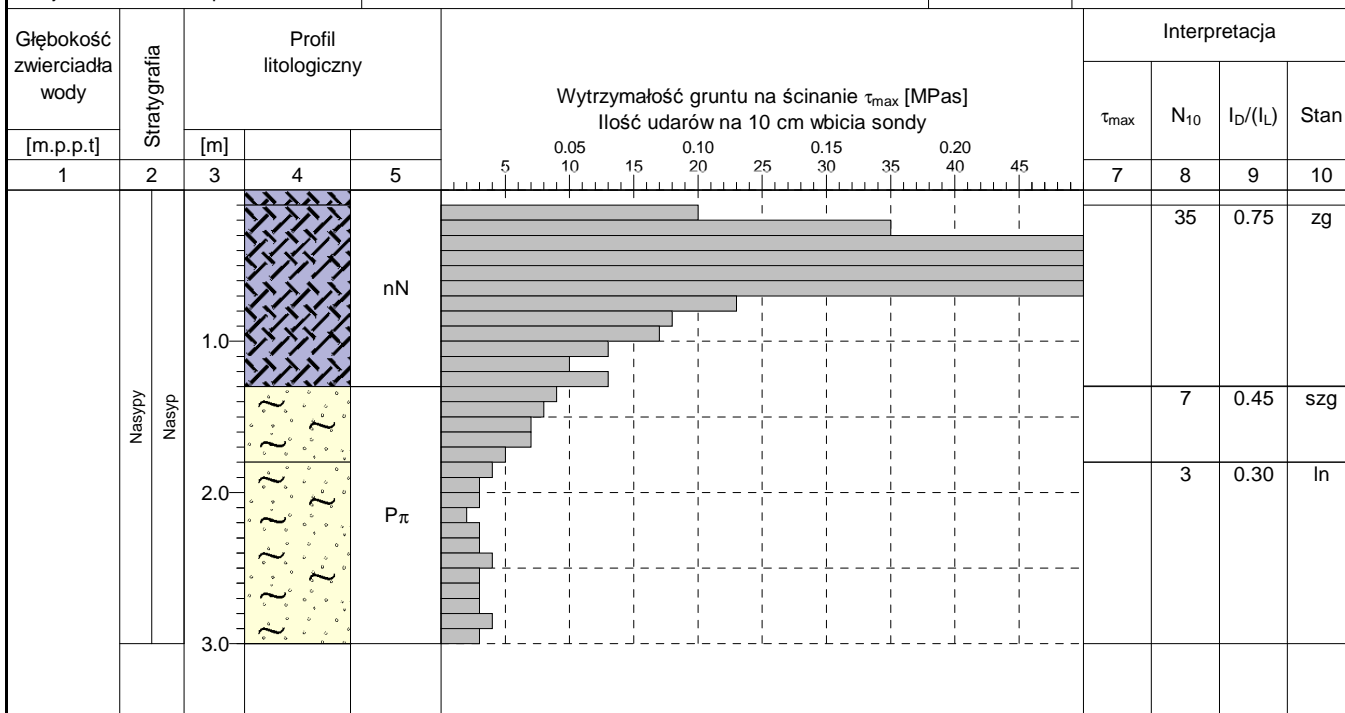 Głębokość
zwierciadła
wody
[m.p.p.t]
Stratygrafia
Profil
litologiczny
[m]
Wytrzymałość gruntu na ścinanie τmax [MPas]
Ilość udarów na 10 cm wbicia sondy
0.05 0.10 0.15 0.20
5 10 15 20 25 30 35 40 45
Interpretacja
τmax N10 ID/(IL) Stan
1 2 3 4 5 7 8 9 10
35 0.75 zg
nN
1.0
7 0.45 szg
Nasypy
Nasyp
3 0.30 ln
2.0
Pπ
3.0